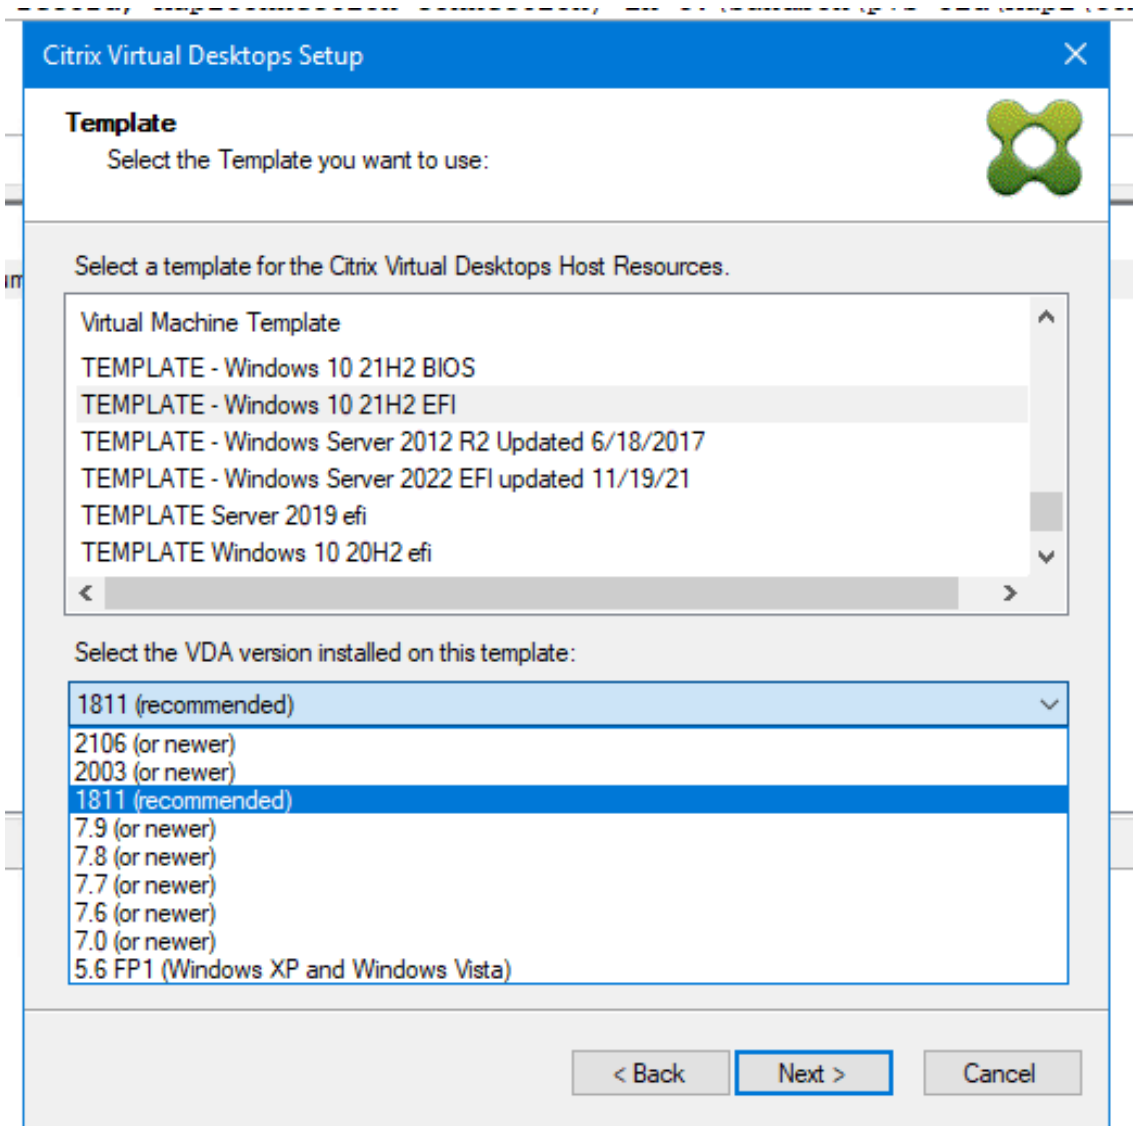 Citrix Virtual Desktops Setup
Template
Select the Template you want to use:
Select a template for the Citrix Virtual Desktops Host Resources.
Virtual Machine Template
TEMPLATE - Windows 10 21H2 BIOS
TEMPLATE - Windows 10 21H2 EFI
TEMPLATE - Windows Server 2012 R2 Updated 6/18/2017
TEMPLATE - Windows Server 2022 EFI updated 11/19/21
TEMPLATE Server 2019 efi
TEMPLATE Windows 10 20H2 efi
Select the VDA version installed on this template:
1811 (recommended)
2106 (or newer)
2003 (or newer)
1811 (recommended)
7.9 (or newer)
7.8 (or newer)
7.7 (or newer)
7.6 (or newer)
7.0 (or newer)
5.6 FP1 (Windows XP and Windows Vista)
< Back
Next >
Cancel